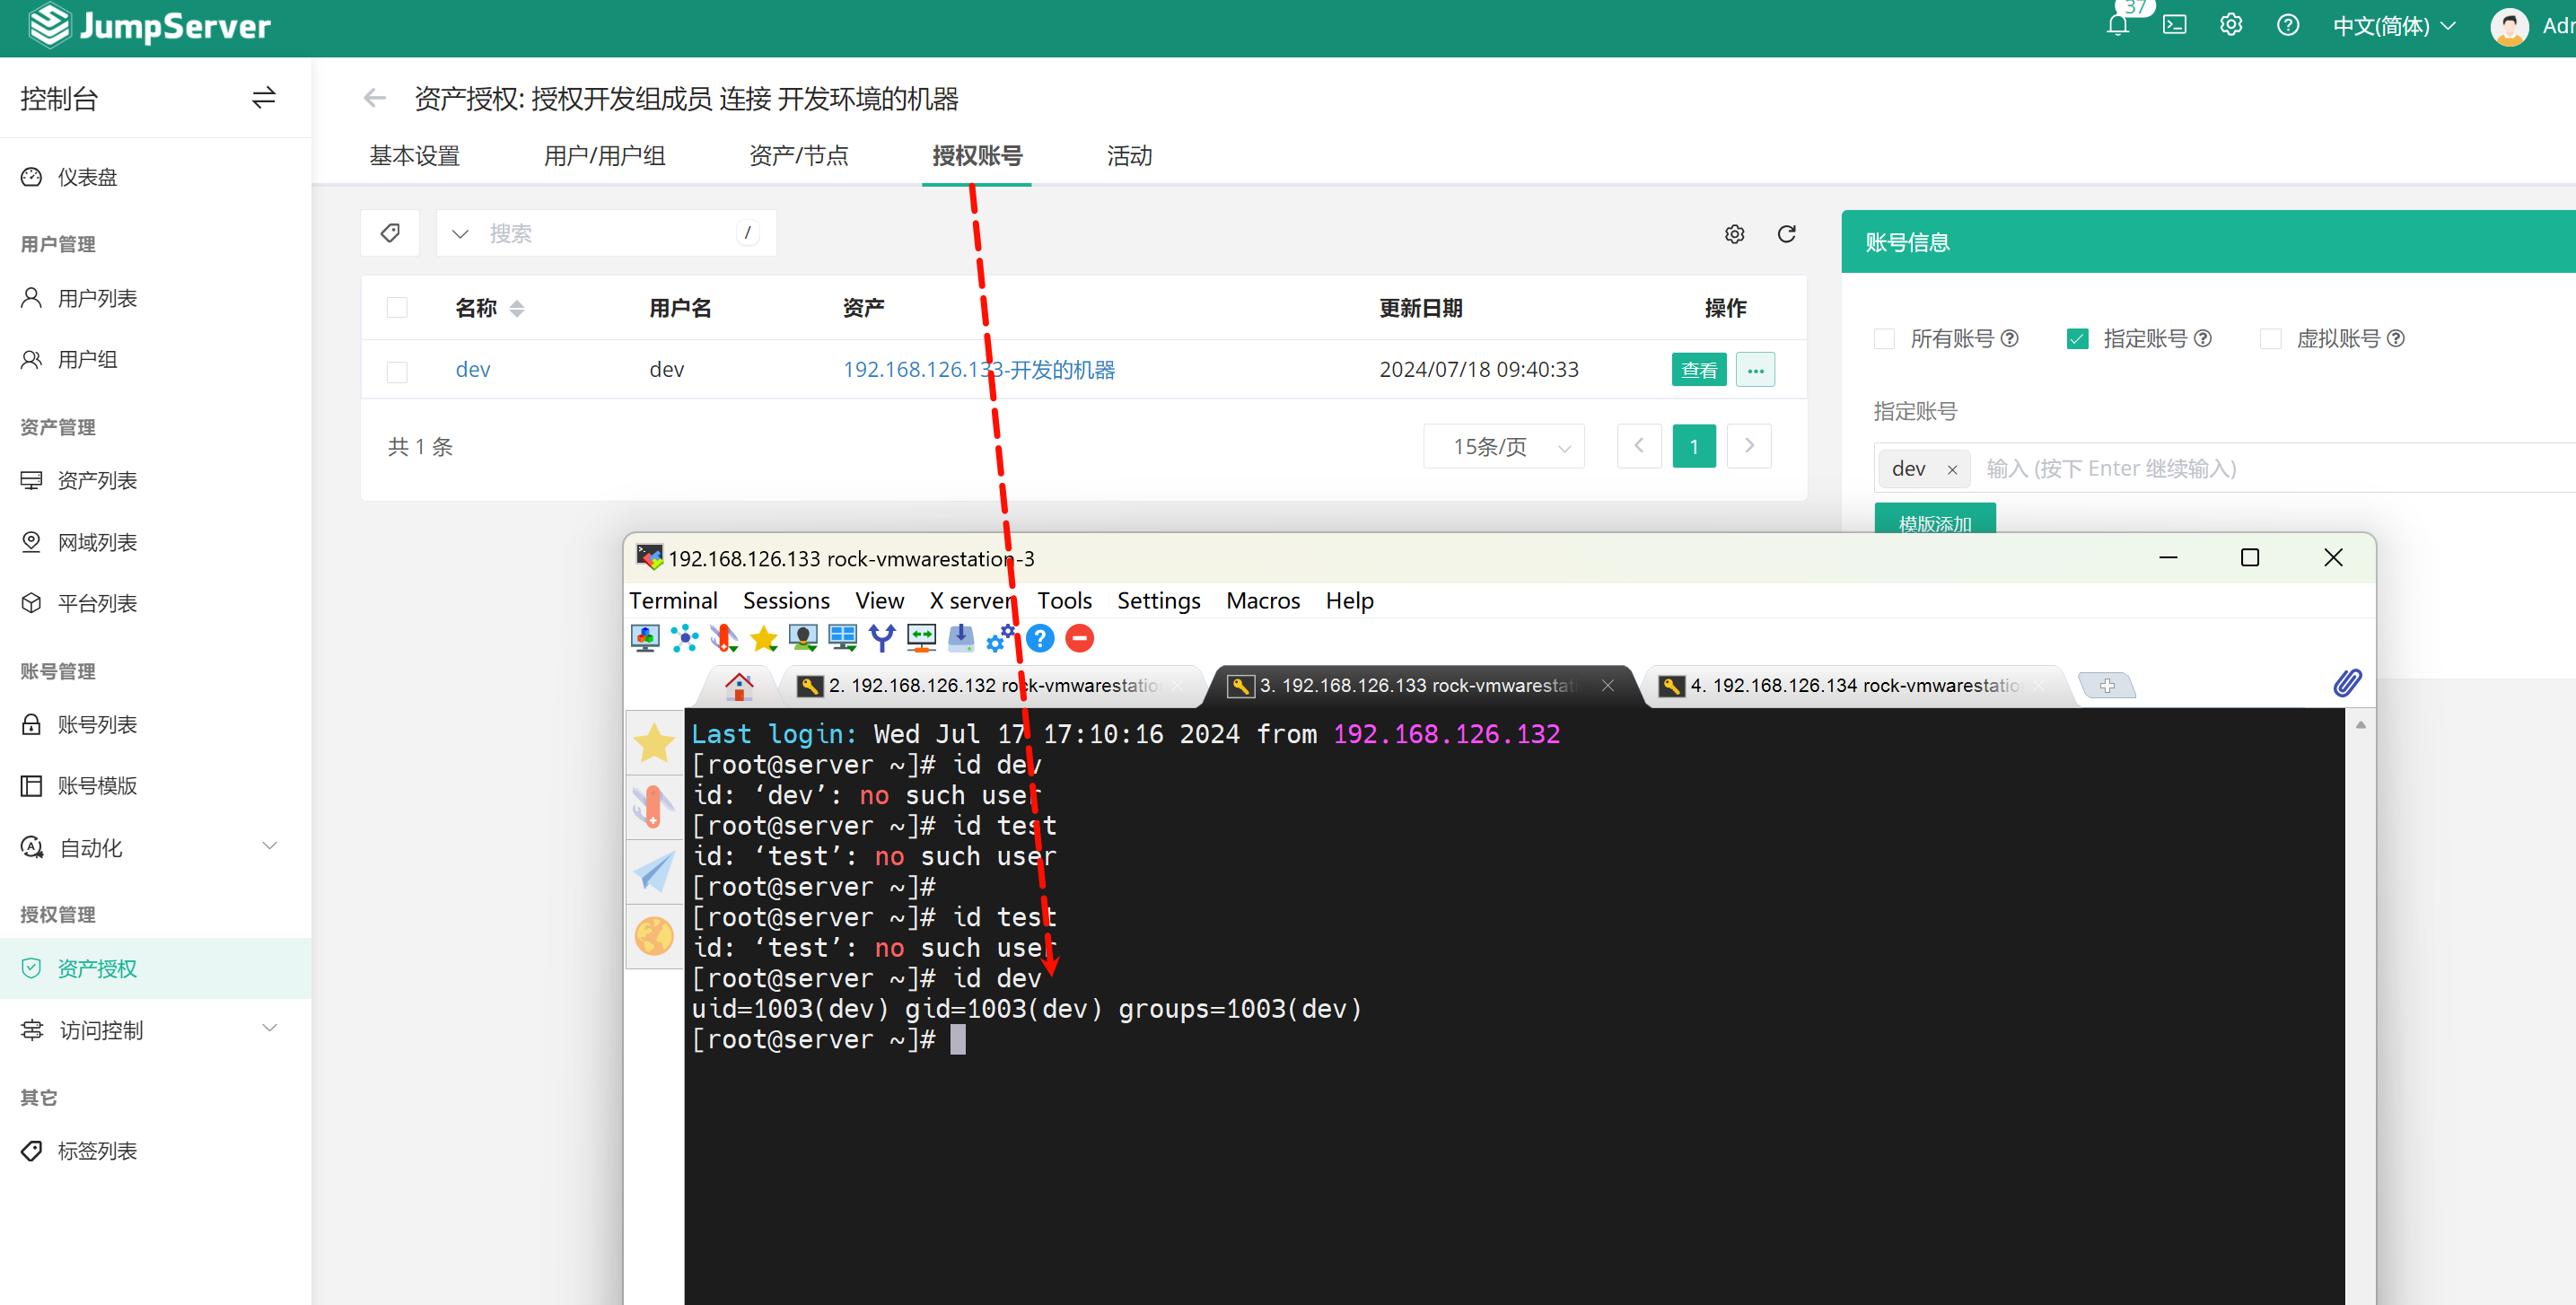 JumpServer
37
中文(简体)
控制台
资产授权: 授权开发组成员 连接 开发环境的机器
基本设置
用户/用户组
资产/节点
授权账号
活动
仪表盘
用户管理
用户列表
用户组
资产管理
资产列表
网域列表
平台列表
账号管理
账号列表
账号模版
自动化
授权管理
资产授权
访问控制
其它
标签列表
搜索
/
名称
用户名
资产
更新日期
操作
dev
dev
192.168.126.133-开发的机器
2024/07/18 09:40:33
查看
共 1 条
15条/页
1
账号信息
所有账号
指定账号
虚拟账号
指定账号
dev
输入 (按下 Enter 继续输入)
模版添加
192.168.126.133 rock-vmwarestation-3
Terminal Sessions View X server Tools Settings Macros Help
2. 192.168.126.132 rock-vmwarestatio
3. 192.168.126.133 rock-vmwarestat
4. 192.168.126.134 rock-vmwarestatio
Last login: Wed Jul 17 17:10:16 2024 from 192.168.126.132
[root@server ~]# id dev
id: ‘dev’: no such user
[root@server ~]# id test
id: ‘test’: no such user
[root@server ~]#
[root@server ~]# id test
id: ‘test’: no such user
[root@server ~]# id dev
uid=1003(dev) gid=1003(dev) groups=1003(dev)
[root@server ~]#